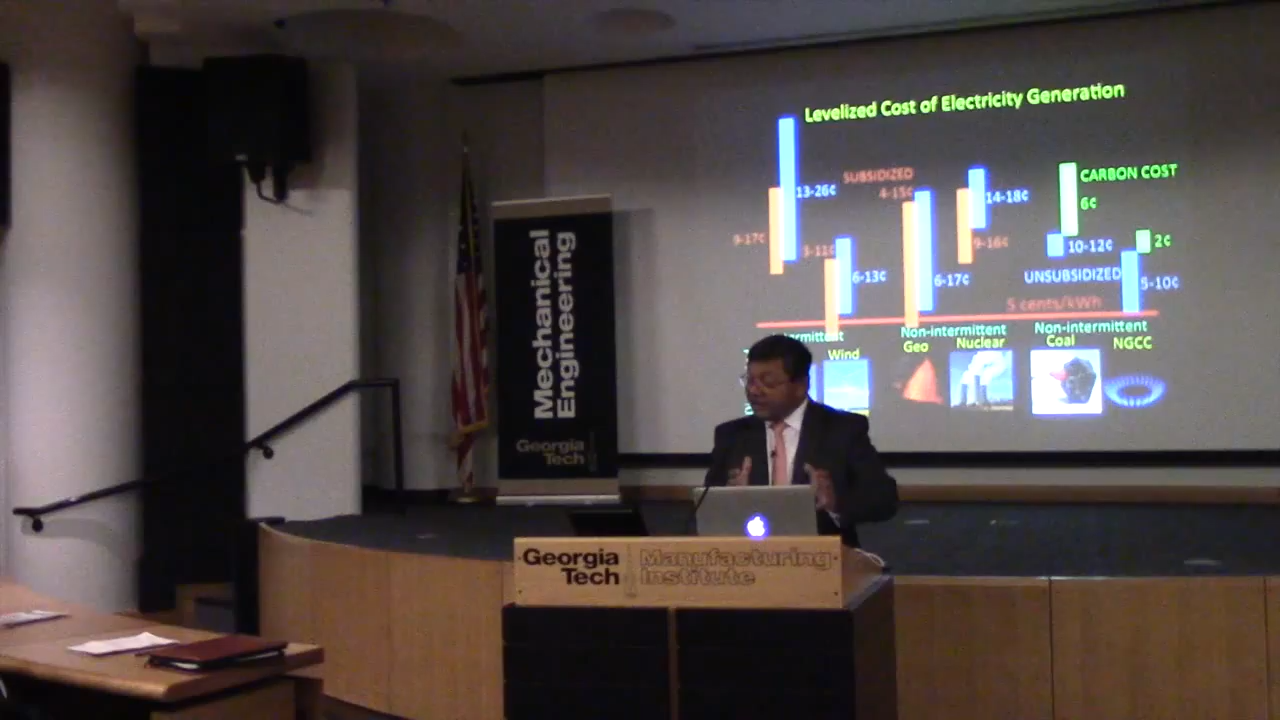 Levelized Cost of Electricity Generation
SUBSIDIZED
CARBON COST
13-26¢
4-15¢
14-18¢
6¢
9-17¢
3-11¢
9-16¢
10-12¢
2¢
6-13¢
6-17¢
UNSUBSIDIZED
5-10¢
5 cents/kWh
Non-intermittent
Non-intermittent
Wind
Geo
Nuclear
Coal
NGCC
Mechanical
Engineering
Georgia
Tech
Georgia
Tech
Manufacturing
Institute